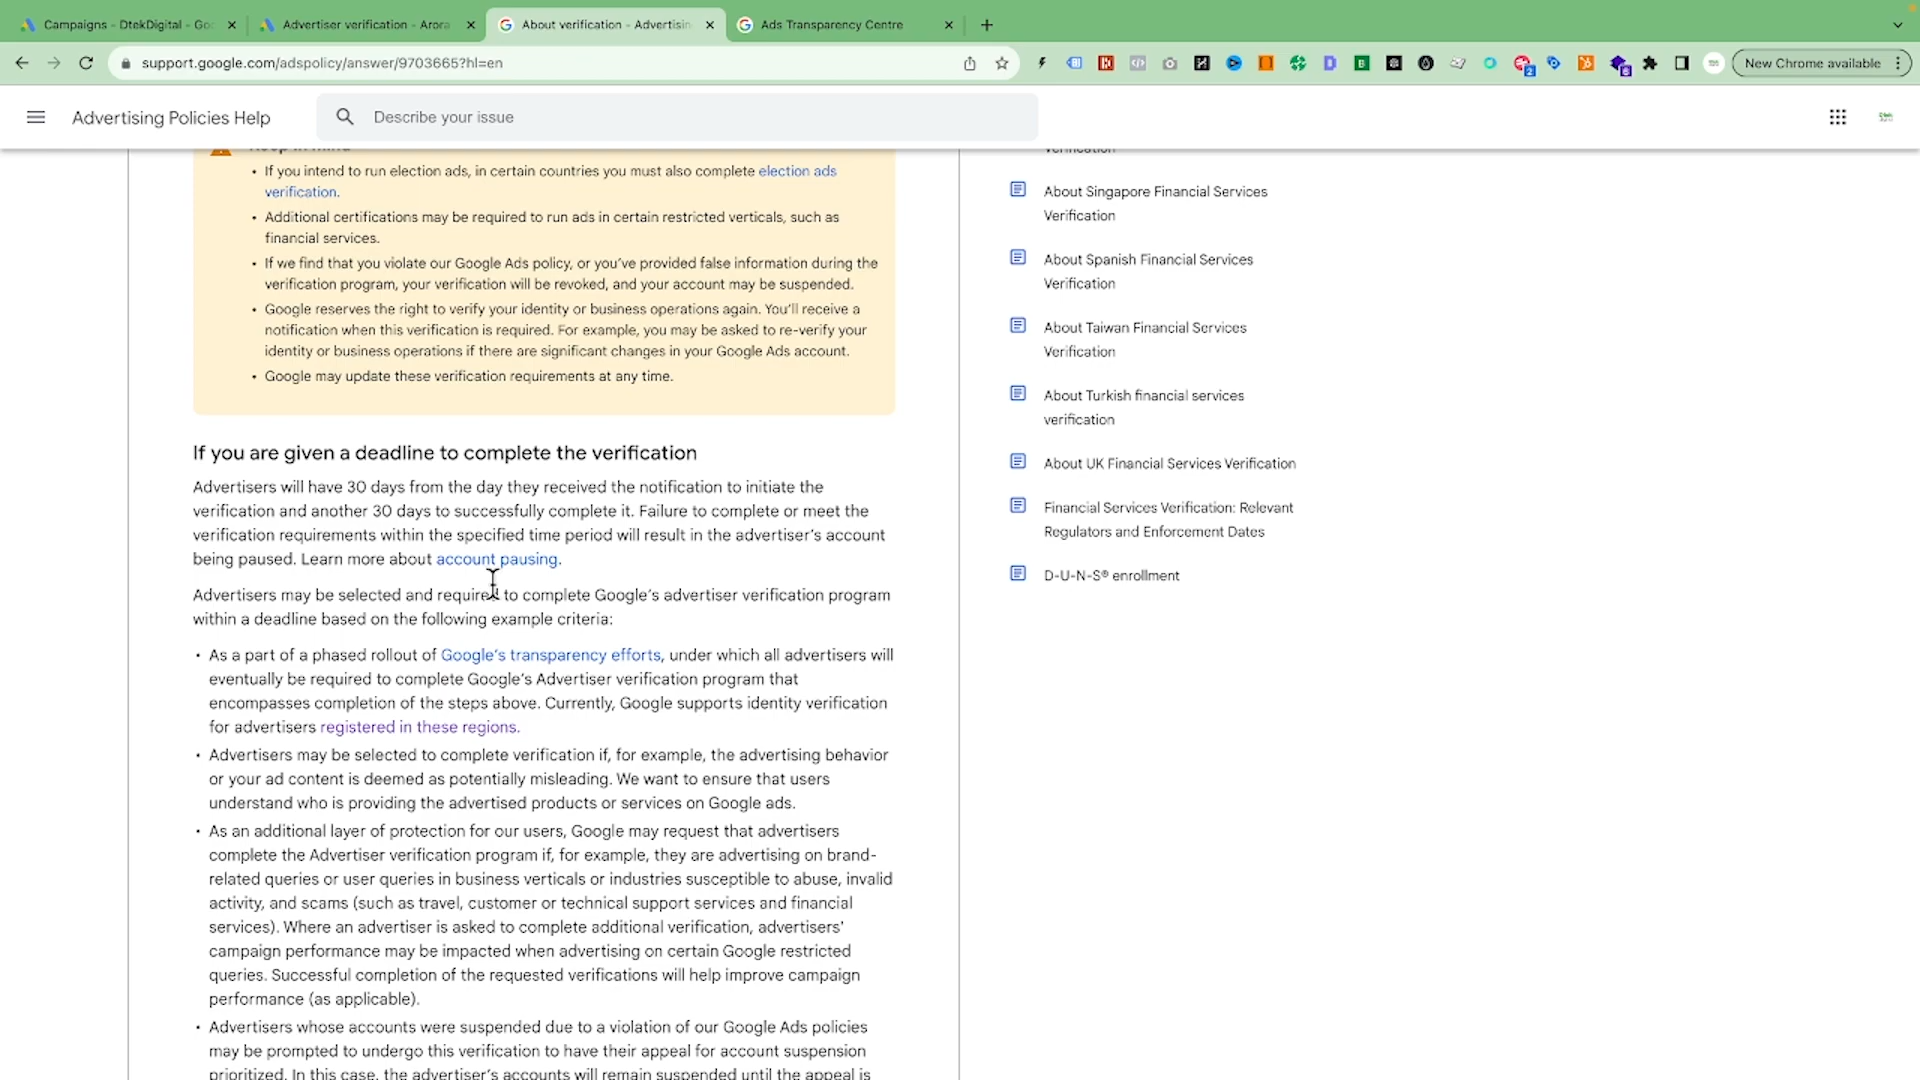 Campaigns - DtekDigital - Goo
Advertiser verification - Arora
About verification - Advertisin
Ads Transparency Centre
support.google.com/adspolicy/answer/9703665?hl=en
New Chrome available
Advertising Policies Help
Describe your issue
Keep in mind
• If you intend to run election ads, in certain countries you must also complete election ads
verification.
• Additional certifications may be required to run ads in certain restricted verticals, such as
financial services.
• If we find that you violate our Google Ads policy, or you've provided false information during the
verification program, your verification will be revoked, and your account may be suspended.
• Google reserves the right to verify your identity or business operations again. You'll receive a
notification when this verification is required. For example, you may be asked to re-verify your
identity or business operations if there are significant changes in your Google Ads account.
• Google may update these verification requirements at any time.
If you are given a deadline to complete the verification
Advertisers will have 30 days from the day they received the notification to initiate the
verification and another 30 days to successfully complete it. Failure to complete or meet the
verification requirements within the specified time period will result in the advertiser's account
being paused. Learn more about account pausing.
Advertisers may be selected and required to complete Google's advertiser verification program
within a deadline based on the following example criteria:
• As a part of a phased rollout of Google's transparency efforts, under which all advertisers will
eventually be required to complete Google's Advertiser verification program that
encompasses completion of the steps above. Currently, Google supports identity verification
for advertisers registered in these regions.
• Advertisers may be selected to complete verification if, for example, the advertising behavior
or your ad content is deemed as potentially misleading. We want to ensure that users
understand who is providing the advertised products or services on Google ads.
• As an additional layer of protection for our users, Google may request that advertisers
complete the Advertiser verification program if, for example, they are advertising on brand-
related queries or user queries in business verticals or industries susceptible to abuse, invalid
activity, and scams (such as travel, customer or technical support services and financial
services). Where an advertiser is asked to complete additional verification, advertisers'
campaign performance may be impacted when advertising on certain Google restricted
queries. Successful completion of the requested verifications will help improve campaign
performance (as applicable).
• Advertisers whose accounts were suspended due to a violation of our Google Ads policies
may be prompted to undergo this verification to have their appeal for account suspension
prioritized. In this case, the advertiser's accounts will remain suspended until the appeal is
Verification
About Singapore Financial Services
Verification
About Spanish Financial Services
Verification
About Taiwan Financial Services
Verification
About Turkish financial services
verification
About UK Financial Services Verification
Financial Services Verification: Relevant
Regulators and Enforcement Dates
D-U-N-S® enrollment